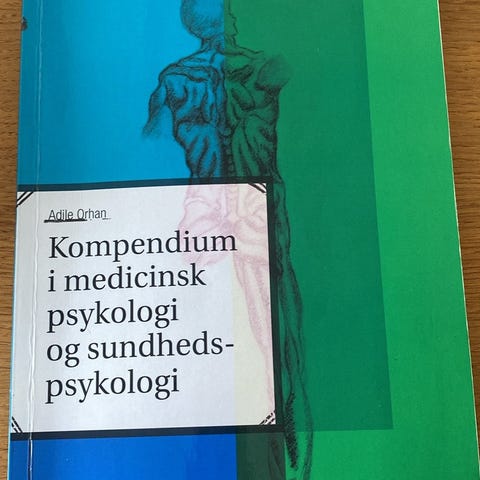 Adile Orhan
Kompendium
i medicinsk
psykologi
og sundheds-
psykologi